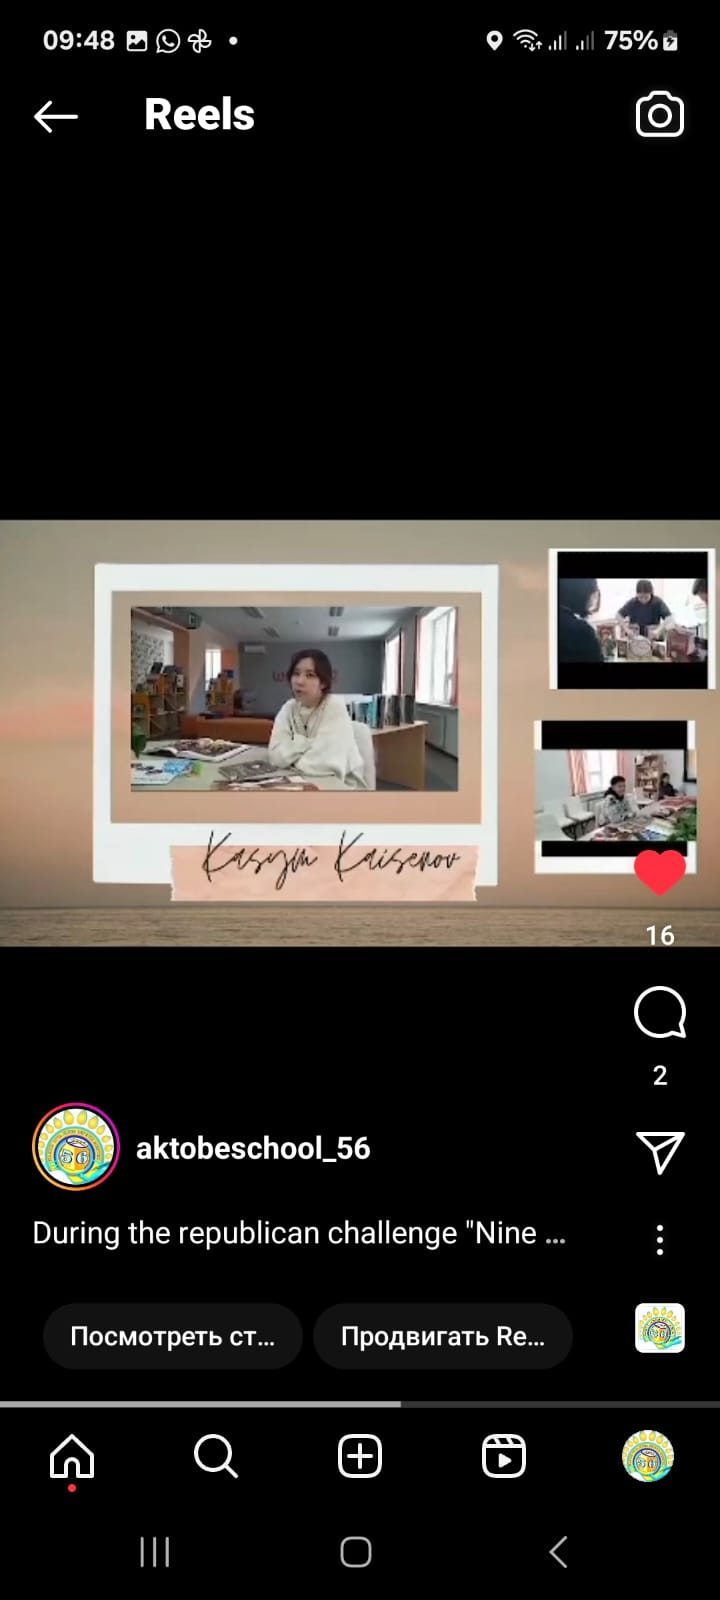 09:48
75%
Reels
Kasym Kaisenov
16
2
aktobeschool_56
During the republican challenge "Nine ...
Посмотреть ст...
Продвигать Re...